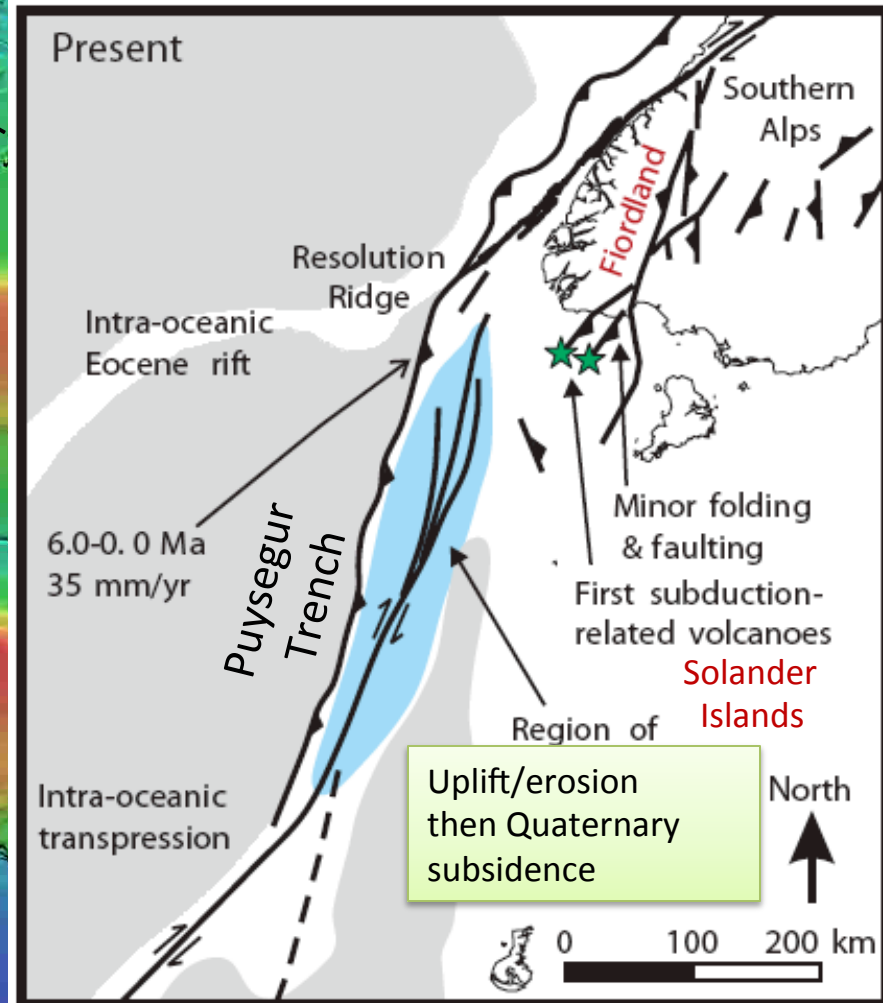 Present
Southern
Alps
Fiordland
Resolution
Ridge
Intra-oceanic
Eocene rift
6.0-0. 0 Ma
35 mm/yr
Puysegur
Trench
Minor folding
& faulting
First subduction-
related volcanoes
Solander
Islands
Region of
Uplift/erosion
then Quaternary
subsidence
Intra-oceanic
transpression
North
0 100 200 km